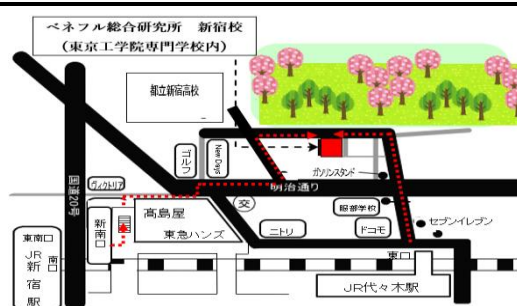 ベネフル総合研究所 新宿校
(東京工学院専門学校内)
都立新宿高校
ゴルフ
New Days
ガソリンスタンド
国道20号
ヴィクトリア
明治通り
交
新南口
高島屋
東急ハンズ
ニトリ
服部学校
ドコモ
セブンイレブン
東南口
JR 南口
新
宿
駅
東口
JR代々木駅